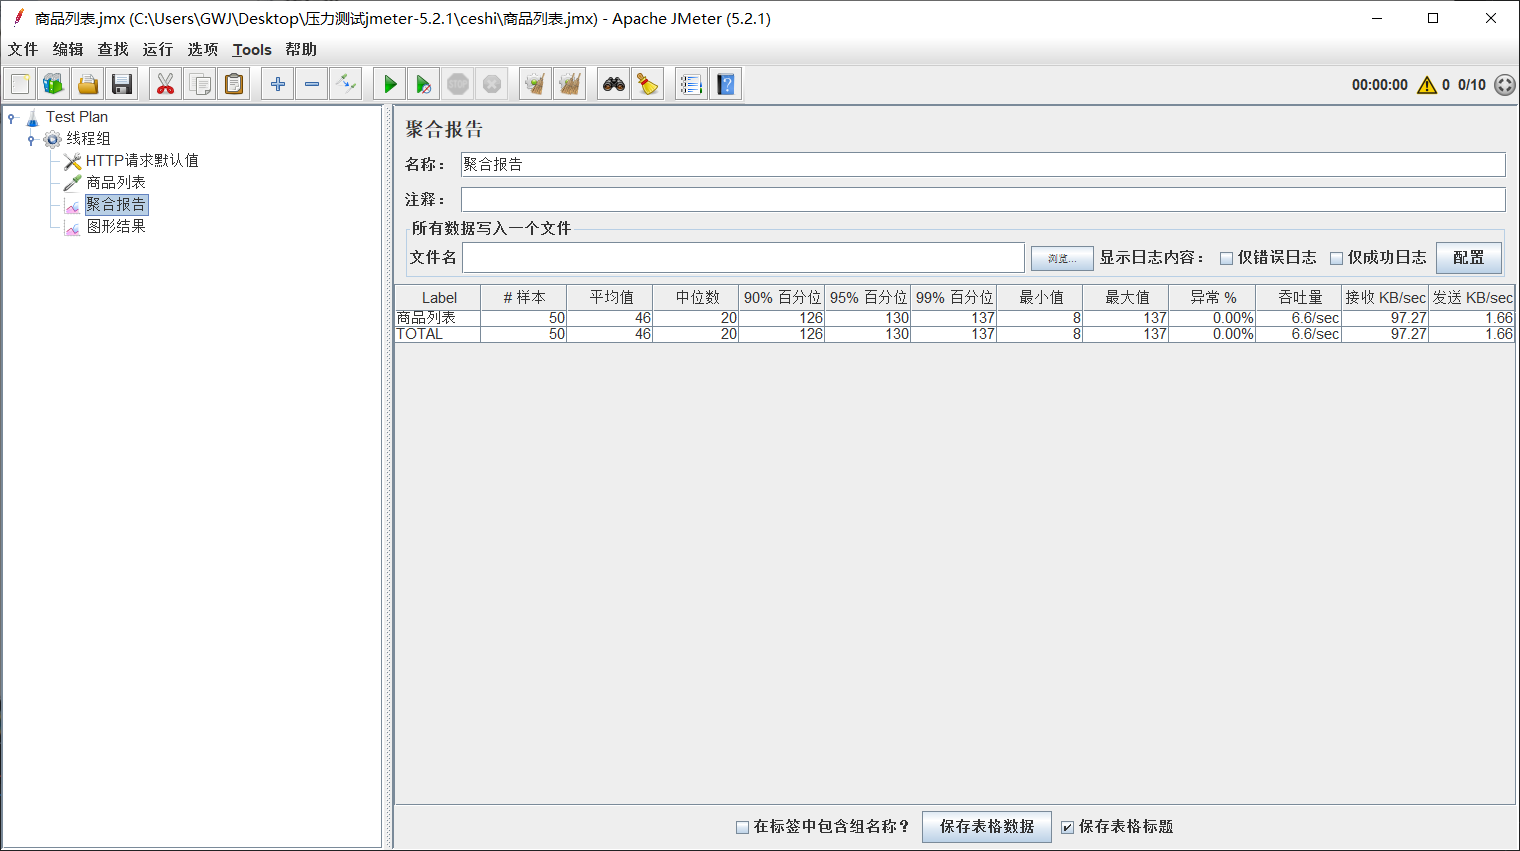 商品列表.jmx (C:\Users\GWJ\Desktop\压力测试jmeter-5.2.1\ceshi\商品列表.jmx) - Apache JMeter (5.2.1)
文件 编辑 查找 运行 选项 Tools 帮助
STOP 00:00:00 0 0/10
Test Plan
线程组
HTTP请求默认值
商品列表
聚合报告
图形结果
聚合报告
名称： 聚合报告
注释：
所有数据写入一个文件
文件名 浏览... 显示日志内容： 仅错误日志 仅成功日志 配置
Label # 样本 平均值 中位数 90% 百分位 95% 百分位 99% 百分位 最小值 最大值 异常 % 吞吐量 接收 KB/sec 发送 KB/sec
商品列表 50 46 20 126 130 137 8 137 0.00% 6.6/sec 97.27 1.66
TOTAL 50 46 20 126 130 137 8 137 0.00% 6.6/sec 97.27 1.66
在标签中包含组名称？ 保存表格数据 保存表格标题